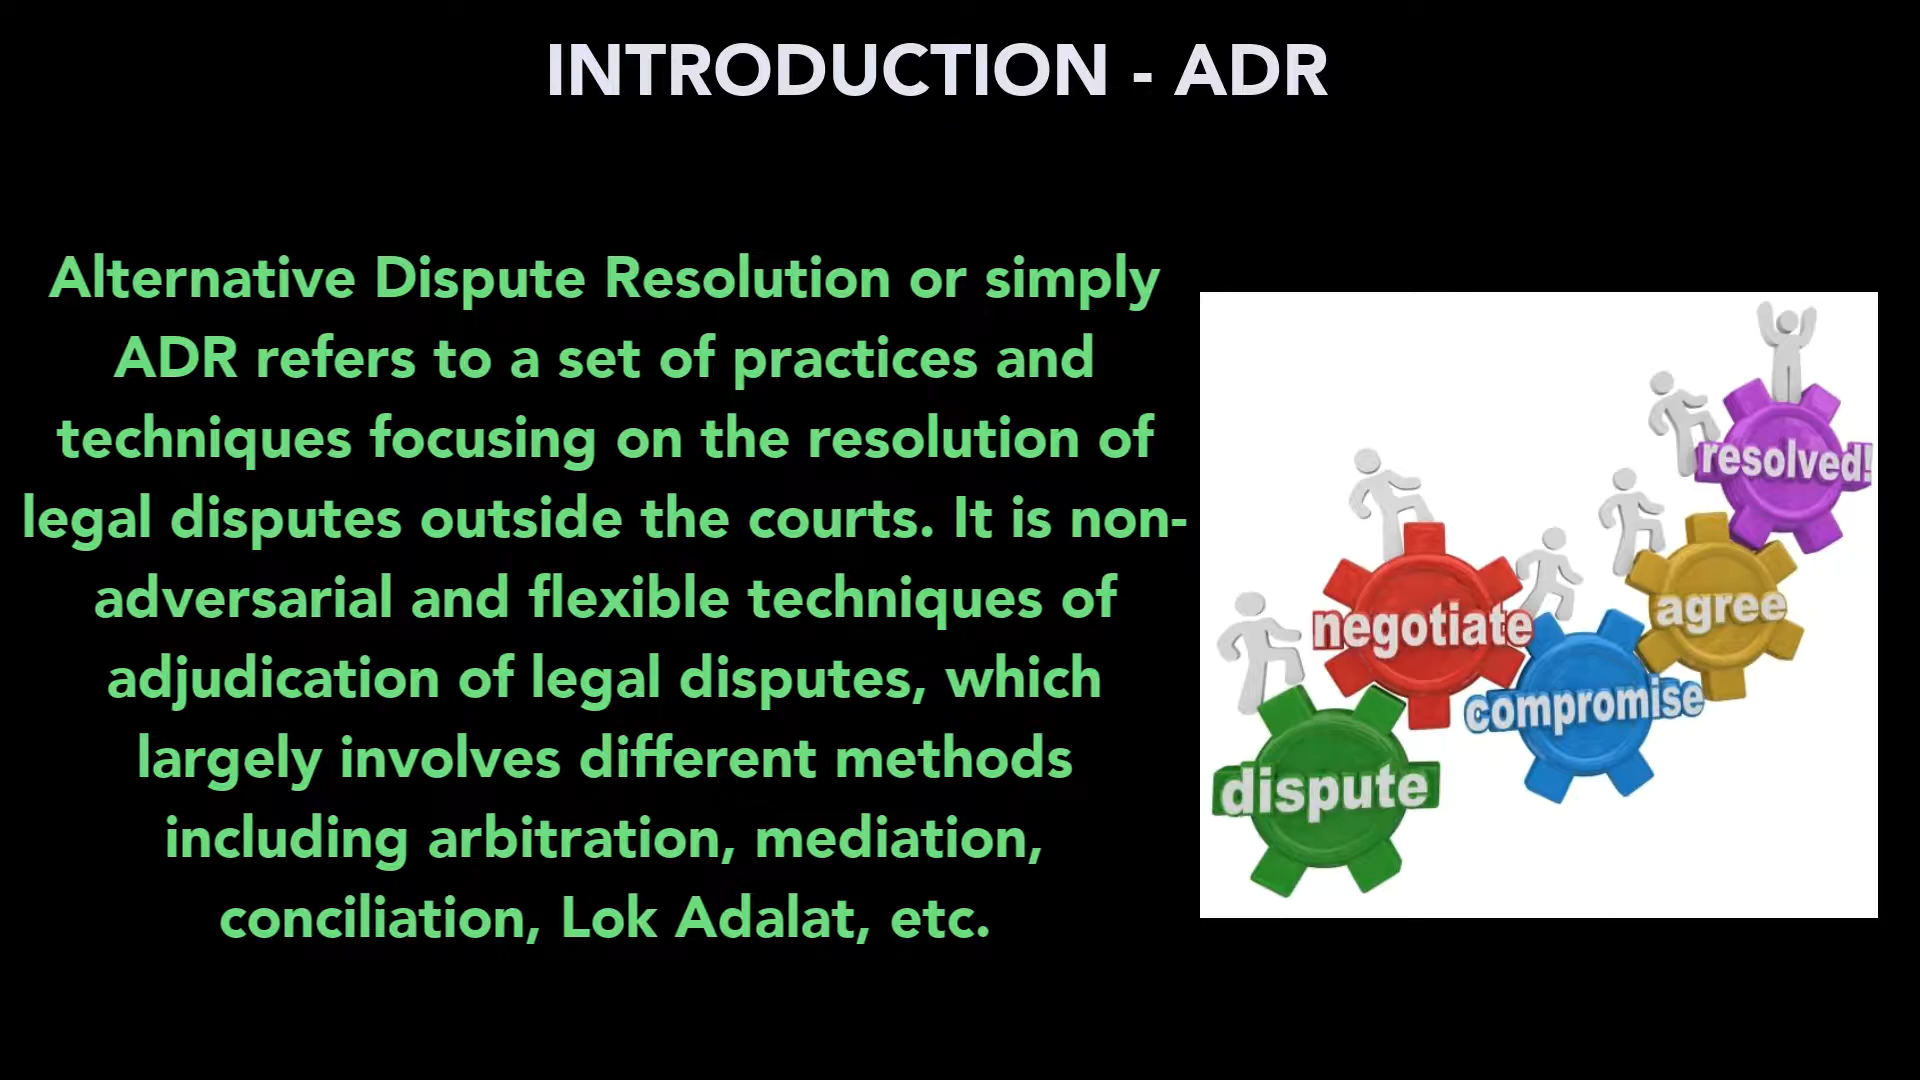 INTRODUCTION - ADR
Alternative Dispute Resolution or simply
ADR refers to a set of practices and
techniques focusing on the resolution of
legal disputes outside the courts. It is non-
adversarial and flexible techniques of
adjudication of legal disputes, which
largely involves different methods
including arbitration, mediation,
conciliation, Lok Adalat, etc.
dispute
negotiate
compromise
agree
resolved!